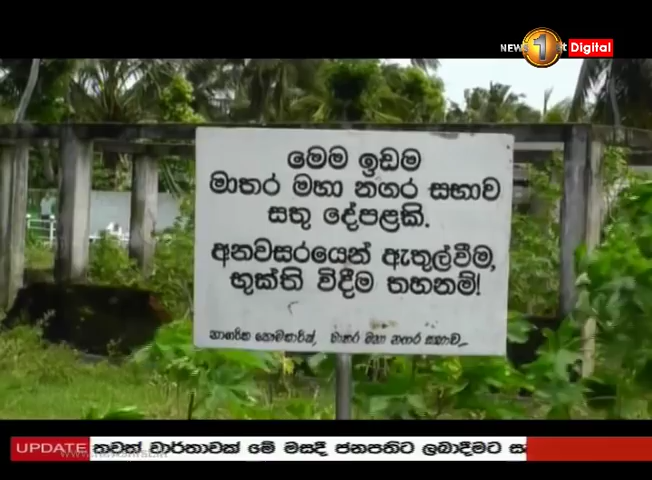 NEWS 1st Digital
මෙම ඉඩම
මාතර මහා නගර සභාව
සතු දේපළකි.
අනවසරයෙන් ඇතුල්වීම,
භුක්ති විදීම තහනම්!
නාගරික කොමසාරිස්, මාතර මහා නගර සභාව
UPDATE තවත් වාර්තාවක් මේ මසදී ජනපතිට ලබාදීමට